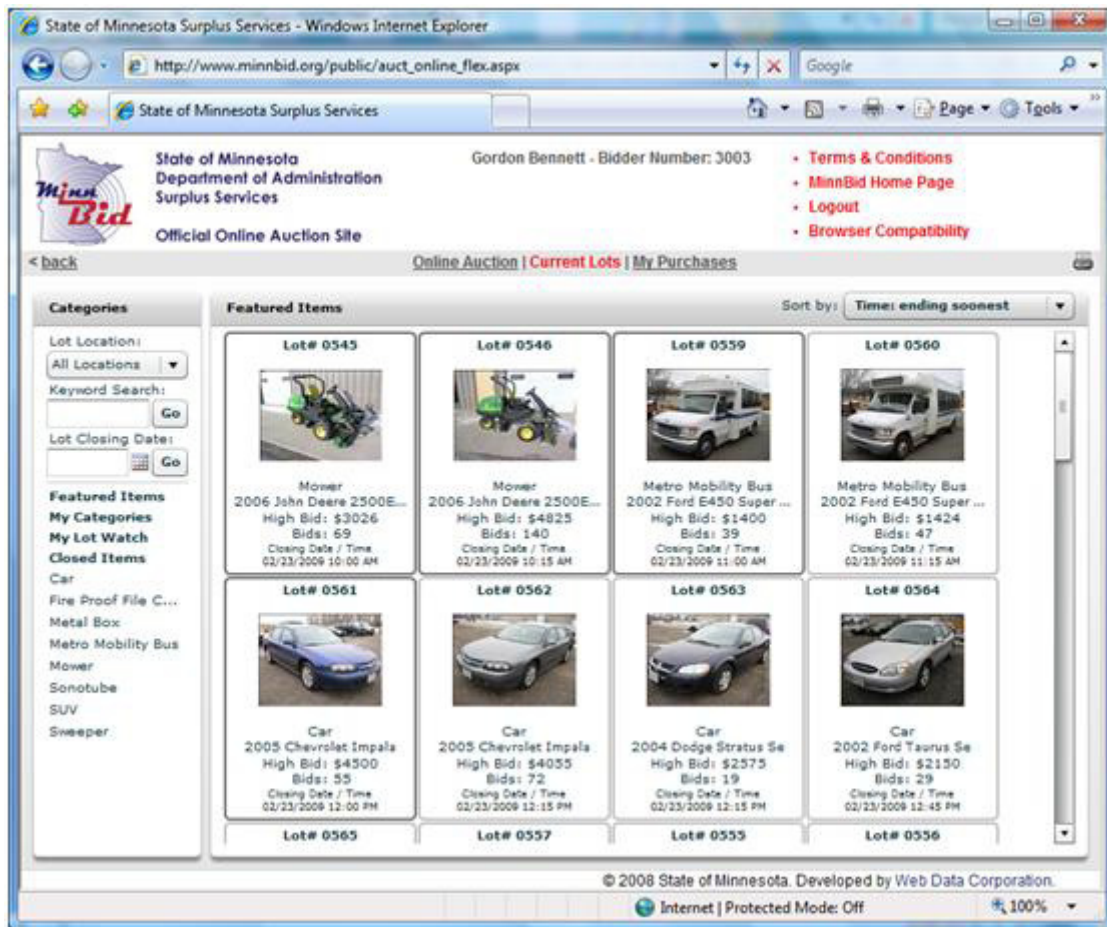 State of Minnesota Surplus Services - Windows Internet Explorer
http://www.minnbid.org/public/auct_online_flex.aspx
Google
State of Minnesota Surplus Services
Page
Tools
Minn
Bid
State of Minnesota
Department of Administration
Surplus Services
Official Online Auction Site
Gordon Bennett - Bidder Number: 3003
• Terms & Conditions
• MinnBid Home Page
• Logout
• Browser Compatibility
< back
Online Auction | Current Lots | My Purchases
Categories
Lot Location:
All Locations
Keyword Search:
Go
Lot Closing Date:
Go
Featured Items
My Categories
My Lot Watch
Closed Items
Car
Fire Proof File C...
Metal Box
Metro Mobility Bus
Mower
Sonotube
SUV
Sweeper
Featured Items
Sort by: Time: ending soonest
Lot# 0545
Mower
2006 John Deere 2500E...
High Bid: $3026
Bids: 69
Closing Date / Time
02/23/2009 10:00 AM
Lot# 0546
Mower
2006 John Deere 2500E...
High Bid: $4825
Bids: 140
Closing Date / Time
02/23/2009 10:15 AM
Lot# 0559
Metro Mobility Bus
2002 Ford E450 Super ...
High Bid: $1400
Bids: 39
Closing Date / Time
02/23/2009 11:00 AM
Lot# 0560
Metro Mobility Bus
2002 Ford E450 Super ...
High Bid: $1424
Bids: 47
Closing Date / Time
02/23/2009 11:15 AM
Lot# 0561
Car
2005 Chevrolet Impala
High Bid: $4500
Bids: 55
Closing Date / Time
02/23/2009 12:00 PM
Lot# 0562
Car
2005 Chevrolet Impala
High Bid: $4055
Bids: 72
Closing Date / Time
02/23/2009 12:15 PM
Lot# 0563
Car
2004 Dodge Stratus Se
High Bid: $2575
Bids: 19
Closing Date / Time
02/23/2009 12:15 PM
Lot# 0564
Car
2002 Ford Taurus Se
High Bid: $2150
Bids: 29
Closing Date / Time
02/23/2009 12:45 PM
Lot# 0565
Lot# 0557
Lot# 0555
Lot# 0556
© 2008 State of Minnesota. Developed by Web Data Corporation.
Internet | Protected Mode: Off
100%